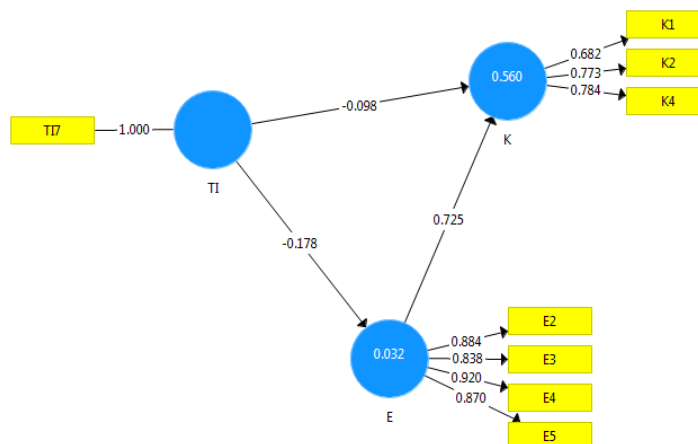 K1
0.682
0.560
K2
0.773
0.784
K4
-0.098
TI7
1.000
K
TI
0.725
-0.178
E2
0.884
0.032
0.838
E3
0.920
E4
0.870
E
E5